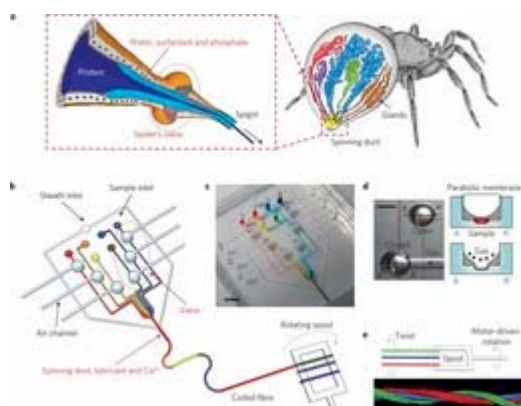 a
Water, surfactant and phosphate
Protein
Spigot
Spider's valve
Glands
Spinning duct
b
Sample inlet
Sheath inlet
Valve
Air channel
Spinning duct, lubricant and Ca²⁺
Coded fibre
Rotating spool
c
d
Parabolic membrane
Sample
Gas
e
Twist
Motor-driven
rotation
Spool